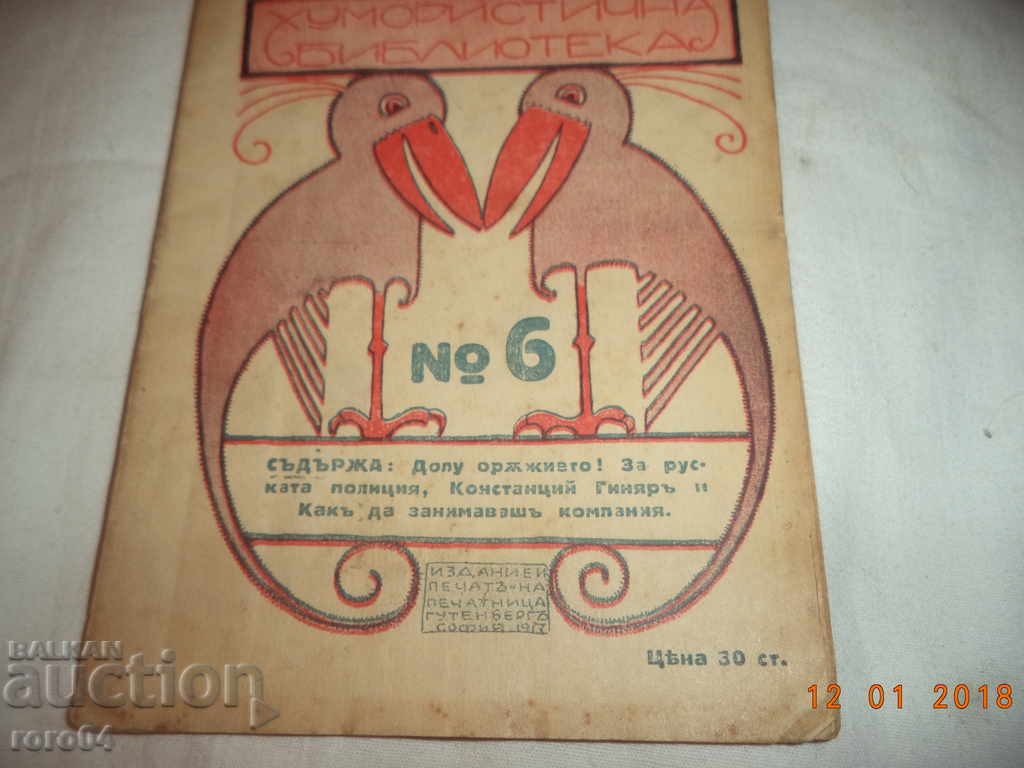 ХУМОРИСТИЧНА
БИБЛИОТЕКА
№ 6
СЪДЪРЖА: Долу орѫжието! За рус-
ката полиция, Констанций Гиняръ и
Какъ да занимавашъ компания.
ИЗДАНИЕ И
ПЕЧАТЪ НА
ПЕЧАТНИЦА
ГУТЕНБЕРГЪ
СОФИЯ 1917
Цѣна 30 ст.
BALKAN
auction
roro04
12 01 2018